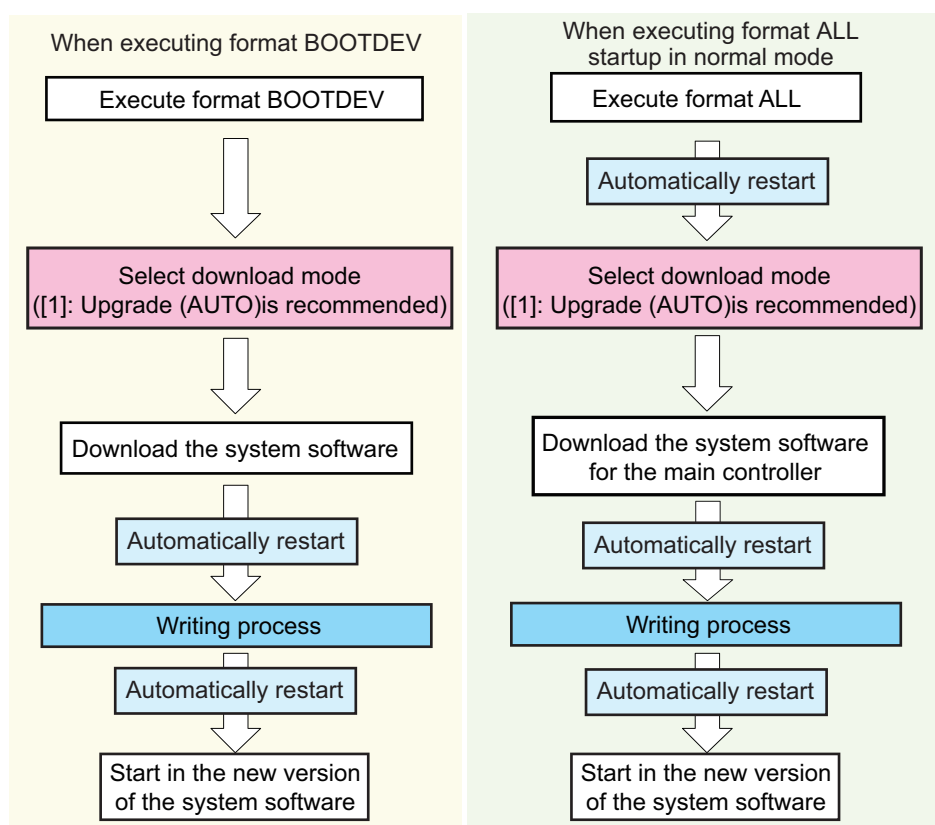 When executing format BOOTDEV
Execute format BOOTDEV
Select download mode
([1]: Upgrade (AUTO)is recommended)
Download the system software
Automatically restart
Writing process
Automatically restart
Start in the new version
of the system software
When executing format ALL
startup in normal mode
Execute format ALL
Automatically restart
Select download mode
([1]: Upgrade (AUTO)is recommended)
Download the system software
for the main controller
Automatically restart
Writing process
Automatically restart
Start in the new version
of the system software